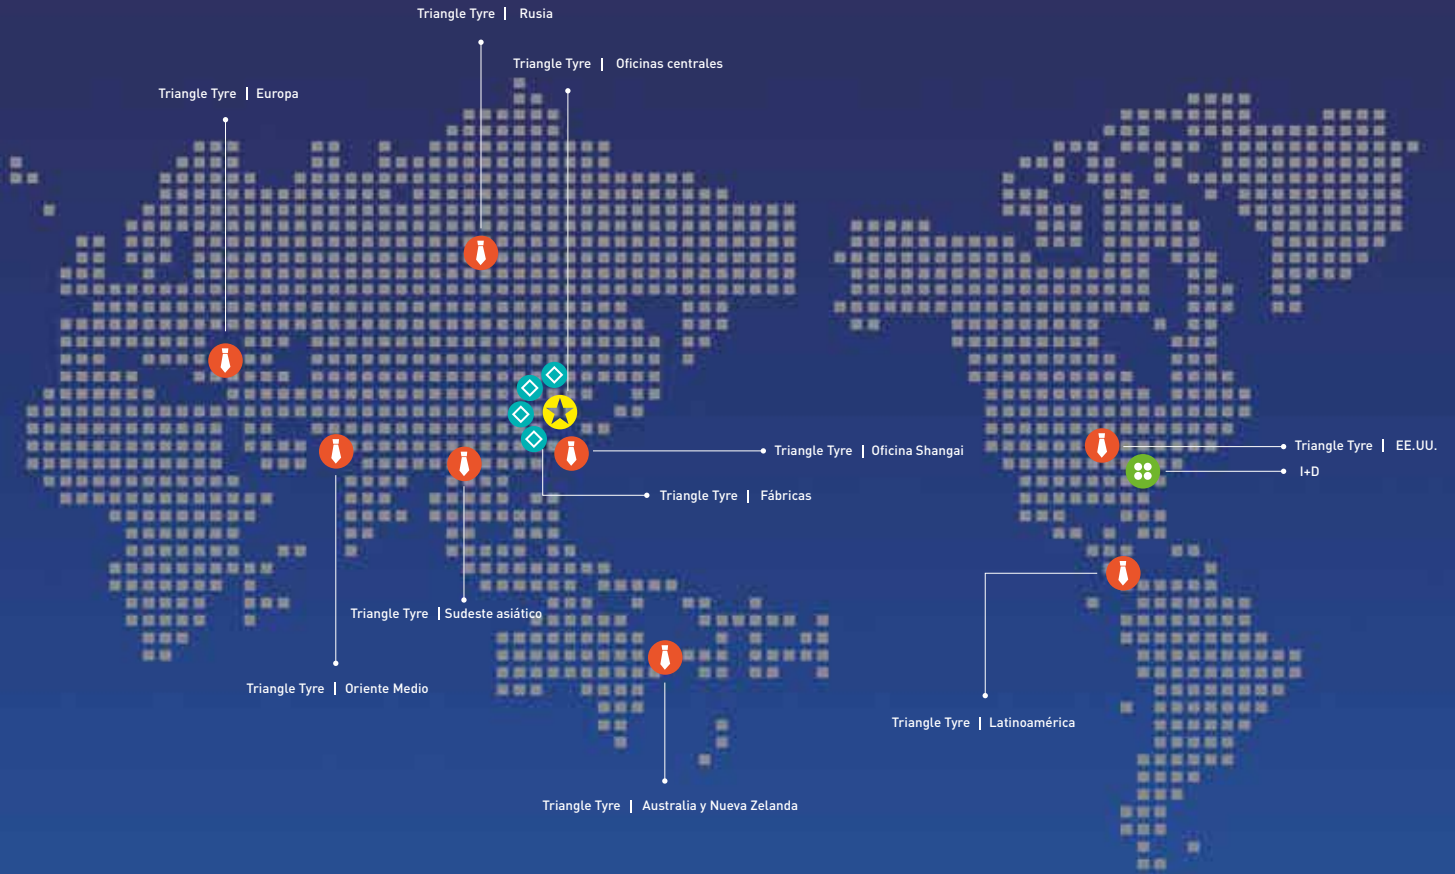 Triangle Tyre | Rusia
Triangle Tyre | Oficinas centrales
Triangle Tyre | Europa
Triangle Tyre | Oficina Shangai
Triangle Tyre | EE.UU.
I+D
Triangle Tyre | Fábricas
Triangle Tyre | Sudeste asiático
Triangle Tyre | Oriente Medio
Triangle Tyre | Latinoamérica
Triangle Tyre | Australia y Nueva Zelanda